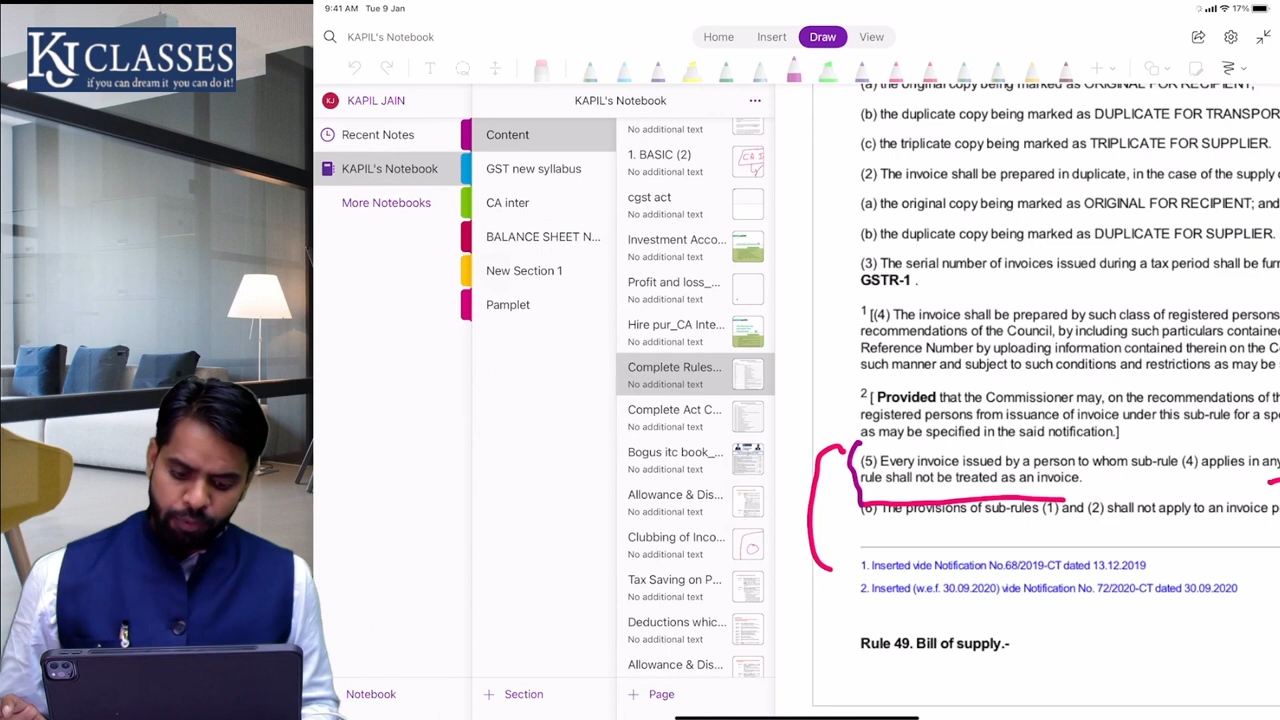 KJ CLASSES
if you can dream it you can do it!
9:41 AM Tue 9 Jan
17%
KAPIL's Notebook
Home
Insert
Draw
View
KJ
KAPIL JAIN
Recent Notes
KAPIL's Notebook
More Notebooks
Notebook
Content
GST new syllabus
CA inter
BALANCE SHEET N...
New Section 1
Pamplet
+ Section
KAPIL's Notebook
...
No additional text
1. BASIC (2)
No additional text
cgst act
No additional text
Investment Acco...
No additional text
Profit and loss_...
No additional text
Hire pur_CA Inte...
No additional text
Complete Rules...
No additional text
Complete Act C...
No additional text
Bogus itc book_...
No additional text
Allowance & Dis...
No additional text
Clubbing of Inco...
No additional text
Tax Saving on P...
No additional text
Deductions whic...
No additional text
Allowance & Dis...
+ Page
(a) the original copy being marked as ORIGINAL FOR RECIPIENT;
(b) the duplicate copy being marked as DUPLICATE FOR TRANSPOR
(c) the triplicate copy being marked as TRIPLICATE FOR SUPPLIER.
(2) The invoice shall be prepared in duplicate, in the case of the supply
(a) the original copy being marked as ORIGINAL FOR RECIPIENT; and
(b) the duplicate copy being marked as DUPLICATE FOR SUPPLIER.
(3) The serial number of invoices issued during a tax period shall be fur
GSTR-1 .
1 [(4) The invoice shall be prepared by such class of registered persons
recommendations of the Council, by including such particulars contained
Reference Number by uploading information contained therein on the Co
such manner and subject to such conditions and restrictions as may be
2 [ Provided that the Commissioner may, on the recommendations of th
registered persons from issuance of invoice under this sub-rule for a spe
as may be specified in the said notification.]
(5) Every invoice issued by a person to whom sub-rule (4) applies in any
rule shall not be treated as an invoice.
(6) The provisions of sub-rules (1) and (2) shall not apply to an invoice p
1. Inserted vide Notification No.68/2019-CT dated 13.12.2019
2. Inserted (w.e.f. 30.09.2020) vide Notification No. 72/2020-CT dated 30.09.2020
Rule 49. Bill of supply.-